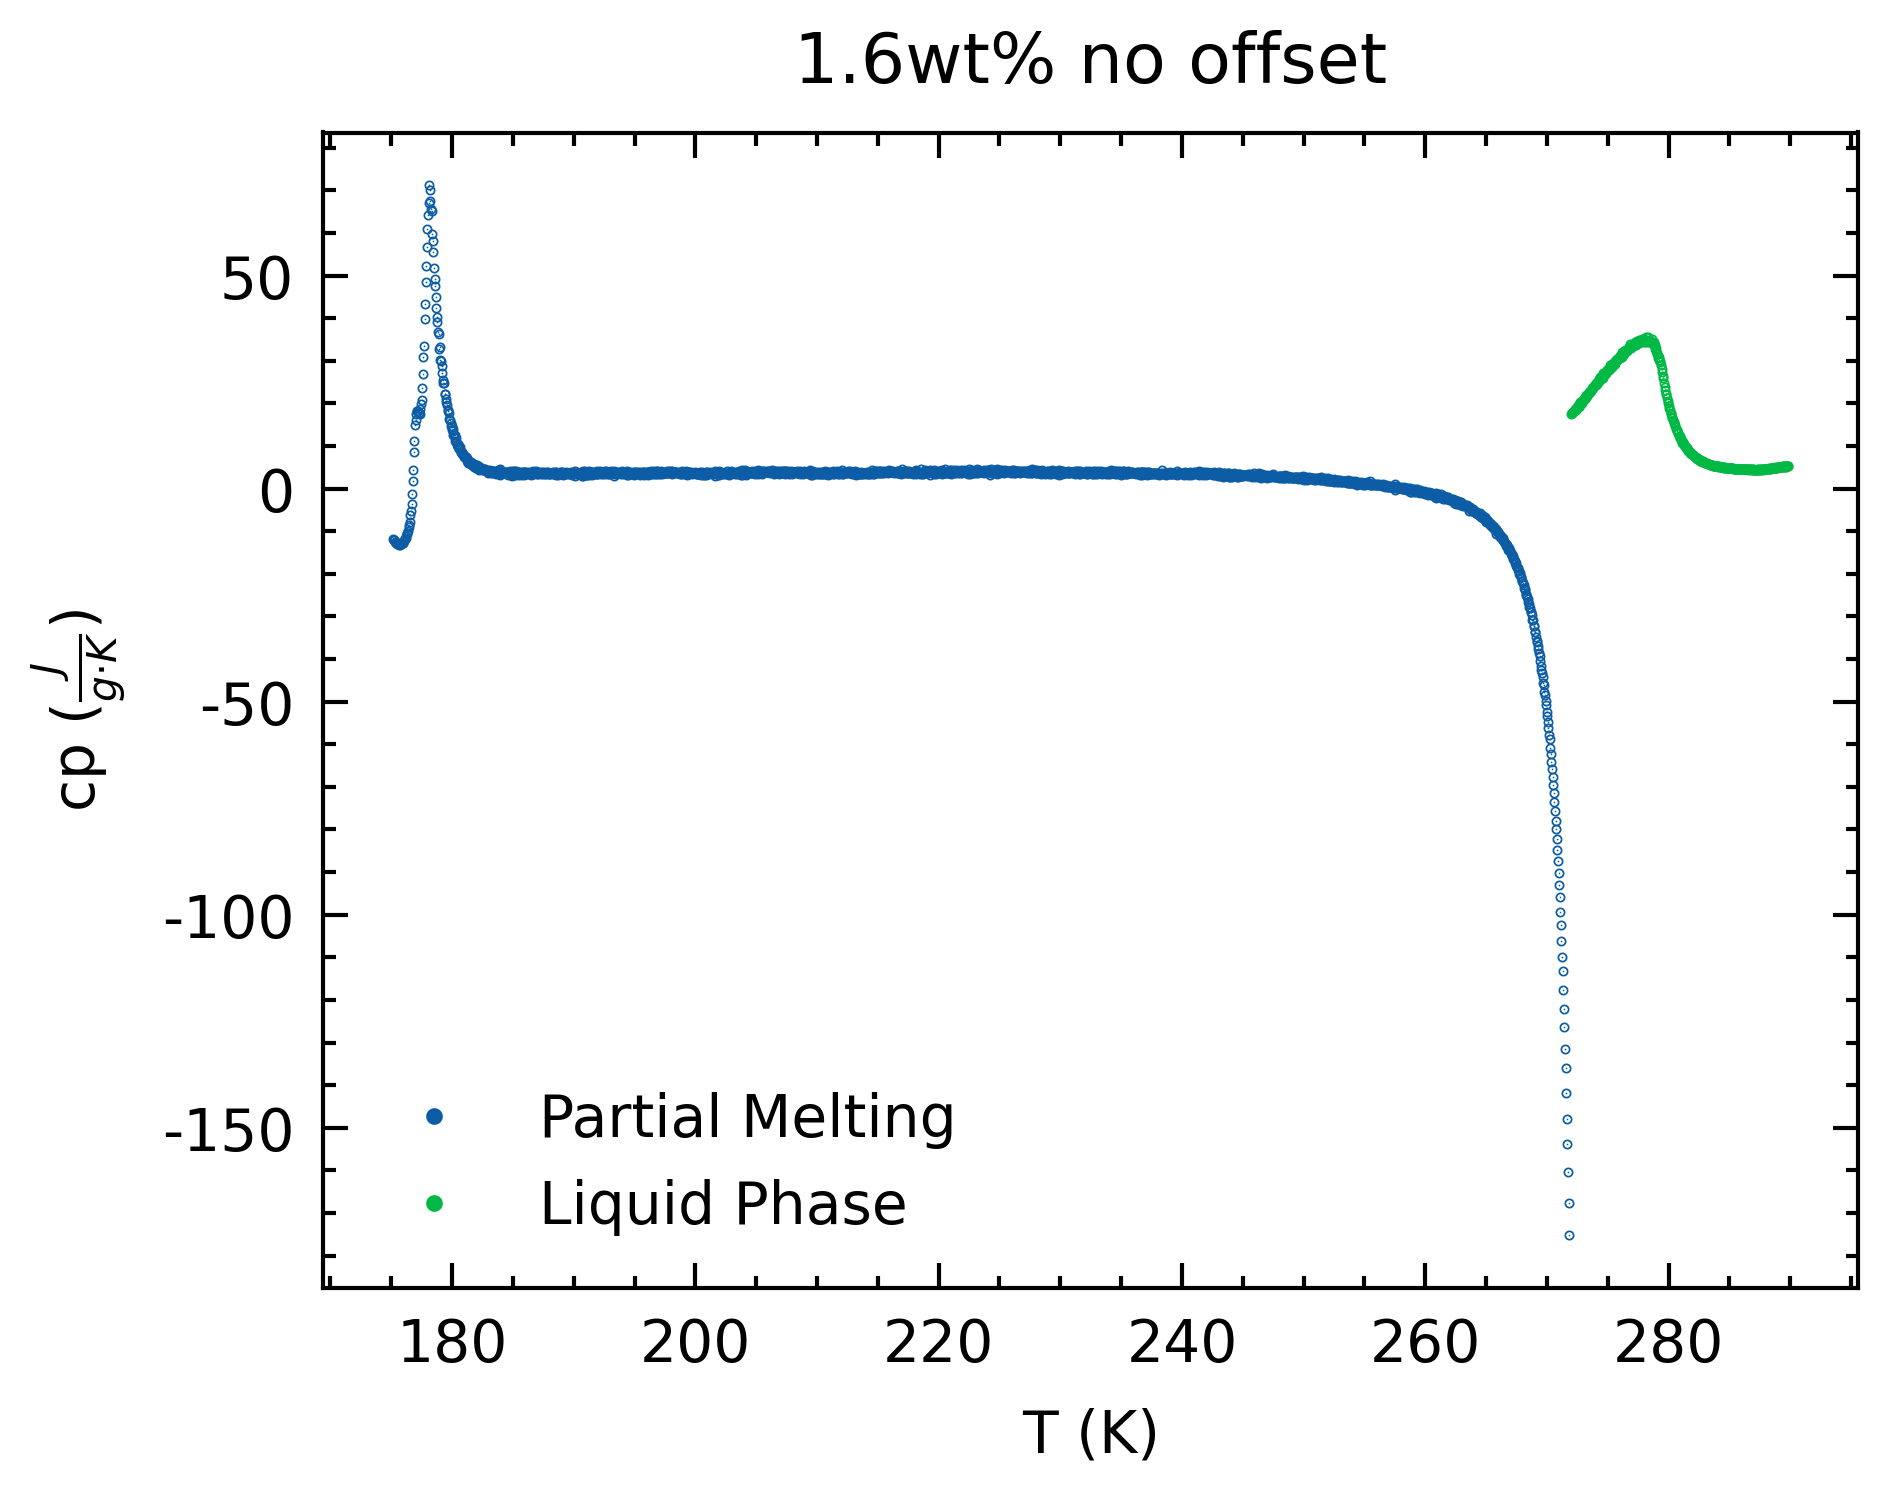 1.6wt% no offset
cp (J/g·K)
50
0
-50
-100
-150
Partial Melting
Liquid Phase
180 200 220 240 260 280
T (K)